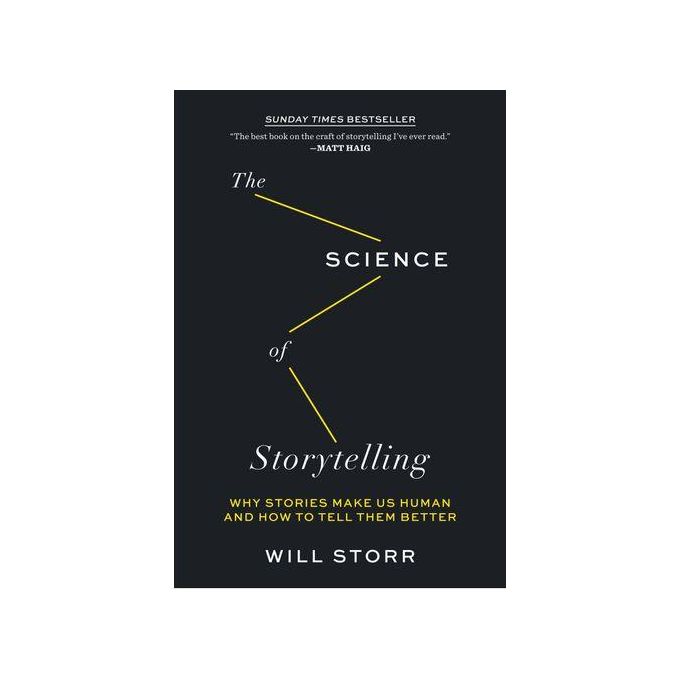 SUNDAY TIMES BESTSELLER
“The best book on the craft of storytelling I’ve ever read.”
—MATT HAIG
The
SCIENCE
of
Storytelling
WHY STORIES MAKE US HUMAN
AND HOW TO TELL THEM BETTER
WILL STORR